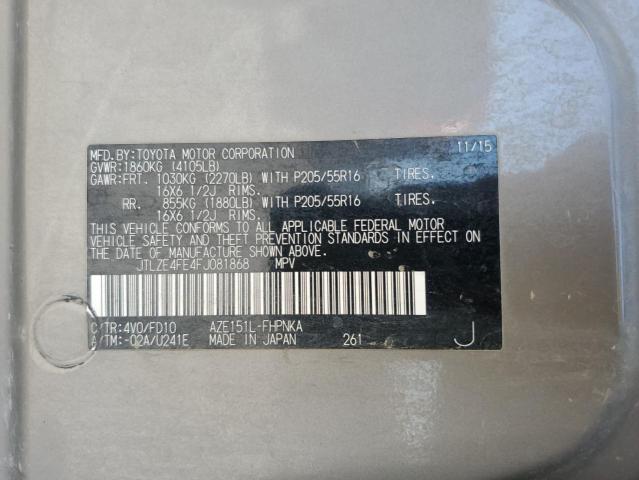 MFD.BY:TOYOTA MOTOR CORPORATION 11/15
GVWR:1860KG (4105LB)
GAWR:FRT. 1030KG (2270LB) WITH P205/55R16 TIRES.
16X6 1/2J RIMS.
RR. 855KG (1880LB) WITH P205/55R16 TIRES.
16X6 1/2J RIMS.
THIS VEHICLE CONFORMS TO ALL APPLICABLE FEDERAL MOTOR
VEHICLE SAFETY AND THEFT PREVENTION STANDARDS IN EFFECT ON
THE DATE OF MANUFACTURE SHOWN ABOVE.
JTLZE4FE4FJ081868 MPV
C/TR:4V0/FD10 AZE151L-FHPNKA
A/TM:-02A/U241E MADE IN JAPAN 261 J